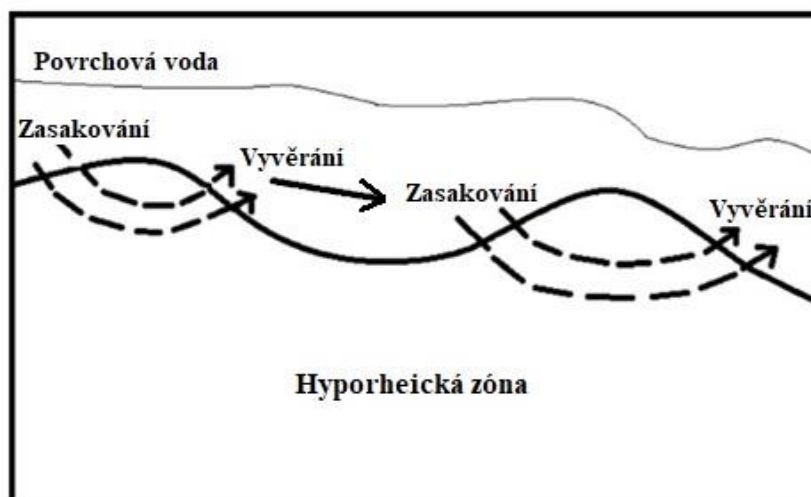 Povrchová voda
Zasakování
Vyvěrání
Zasakování
Vyvěrání
Hyporheická zóna